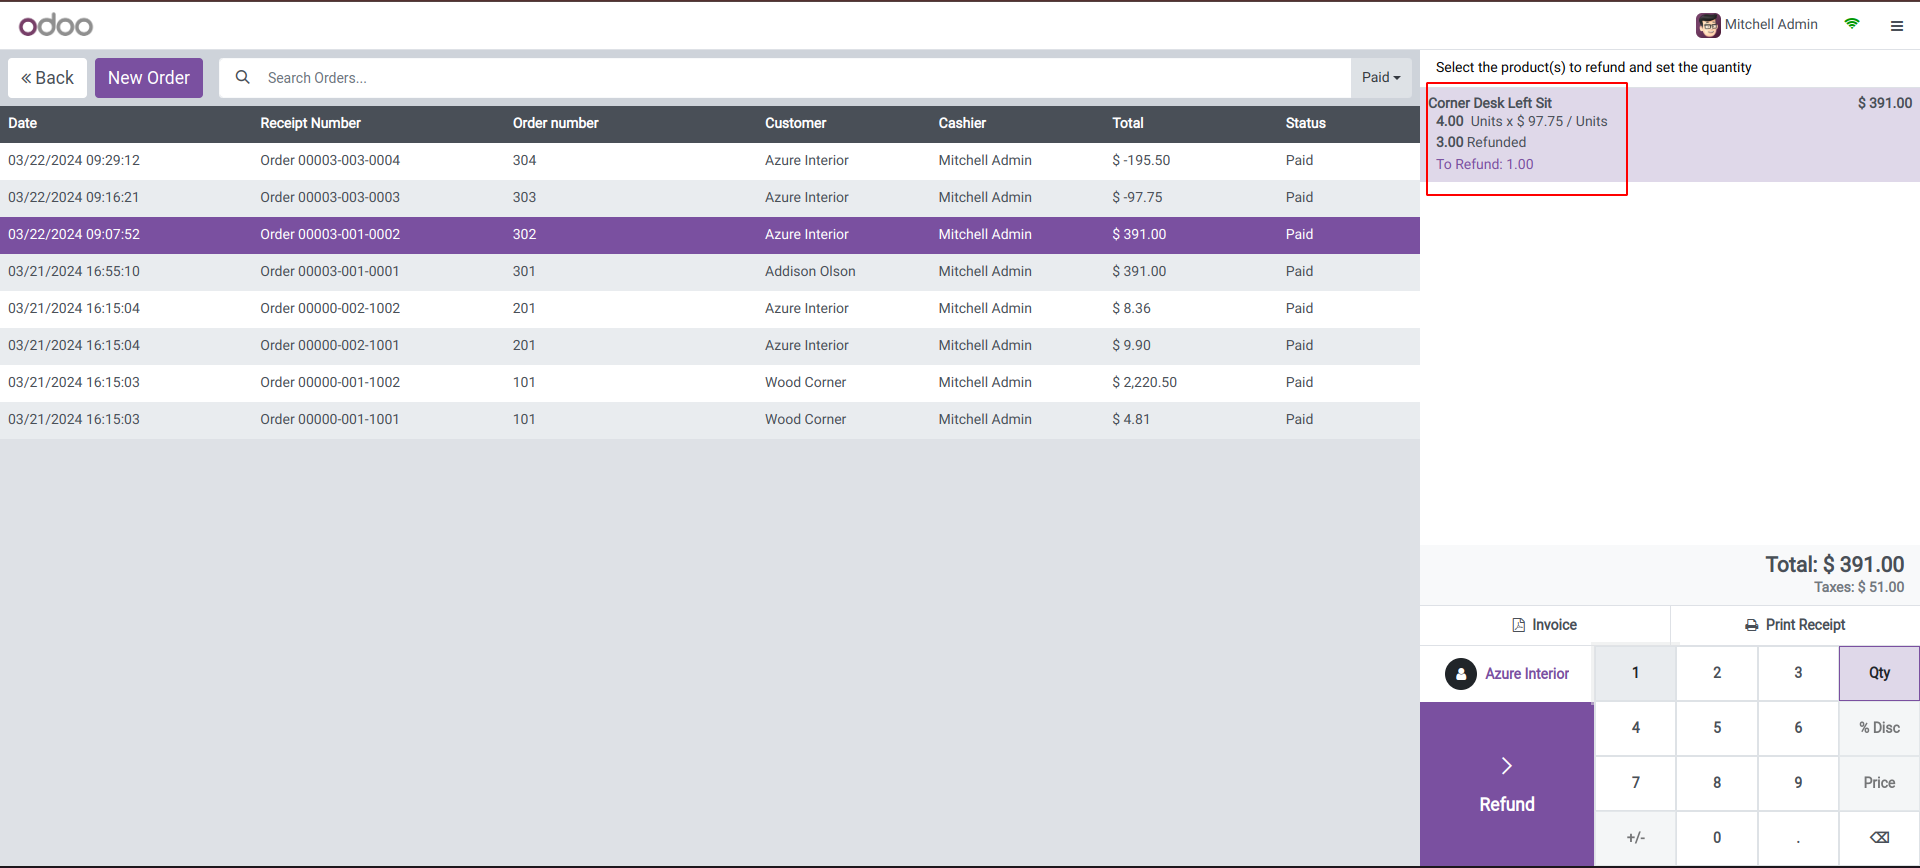 odoo
Mitchell Admin
Back New Order Search Orders... Paid
Date Receipt Number Order number Customer Cashier Total Status
03/22/2024 09:29:12 Order 00003-003-0004 304 Azure Interior Mitchell Admin $ -195.50 Paid
03/22/2024 09:16:21 Order 00003-003-0003 303 Azure Interior Mitchell Admin $ -97.75 Paid
03/22/2024 09:07:52 Order 00003-001-0002 302 Azure Interior Mitchell Admin $ 391.00 Paid
03/21/2024 16:55:10 Order 00003-001-0001 301 Addison Olson Mitchell Admin $ 391.00 Paid
03/21/2024 16:15:04 Order 00000-002-1002 201 Azure Interior Mitchell Admin $ 8.36 Paid
03/21/2024 16:15:04 Order 00000-002-1001 201 Azure Interior Mitchell Admin $ 9.90 Paid
03/21/2024 16:15:03 Order 00000-001-1002 101 Wood Corner Mitchell Admin $ 2,220.50 Paid
03/21/2024 16:15:03 Order 00000-001-1001 101 Wood Corner Mitchell Admin $ 4.81 Paid
Select the product(s) to refund and set the quantity
Corner Desk Left Sit $ 391.00
4.00 Units x $ 97.75 / Units
3.00 Refunded
To Refund: 1.00
Total: $ 391.00
Taxes: $ 51.00
Invoice Print Receipt
Azure Interior
Refund
1 2 3 Qty
4 5 6 % Disc
7 8 9 Price
+/- 0 .